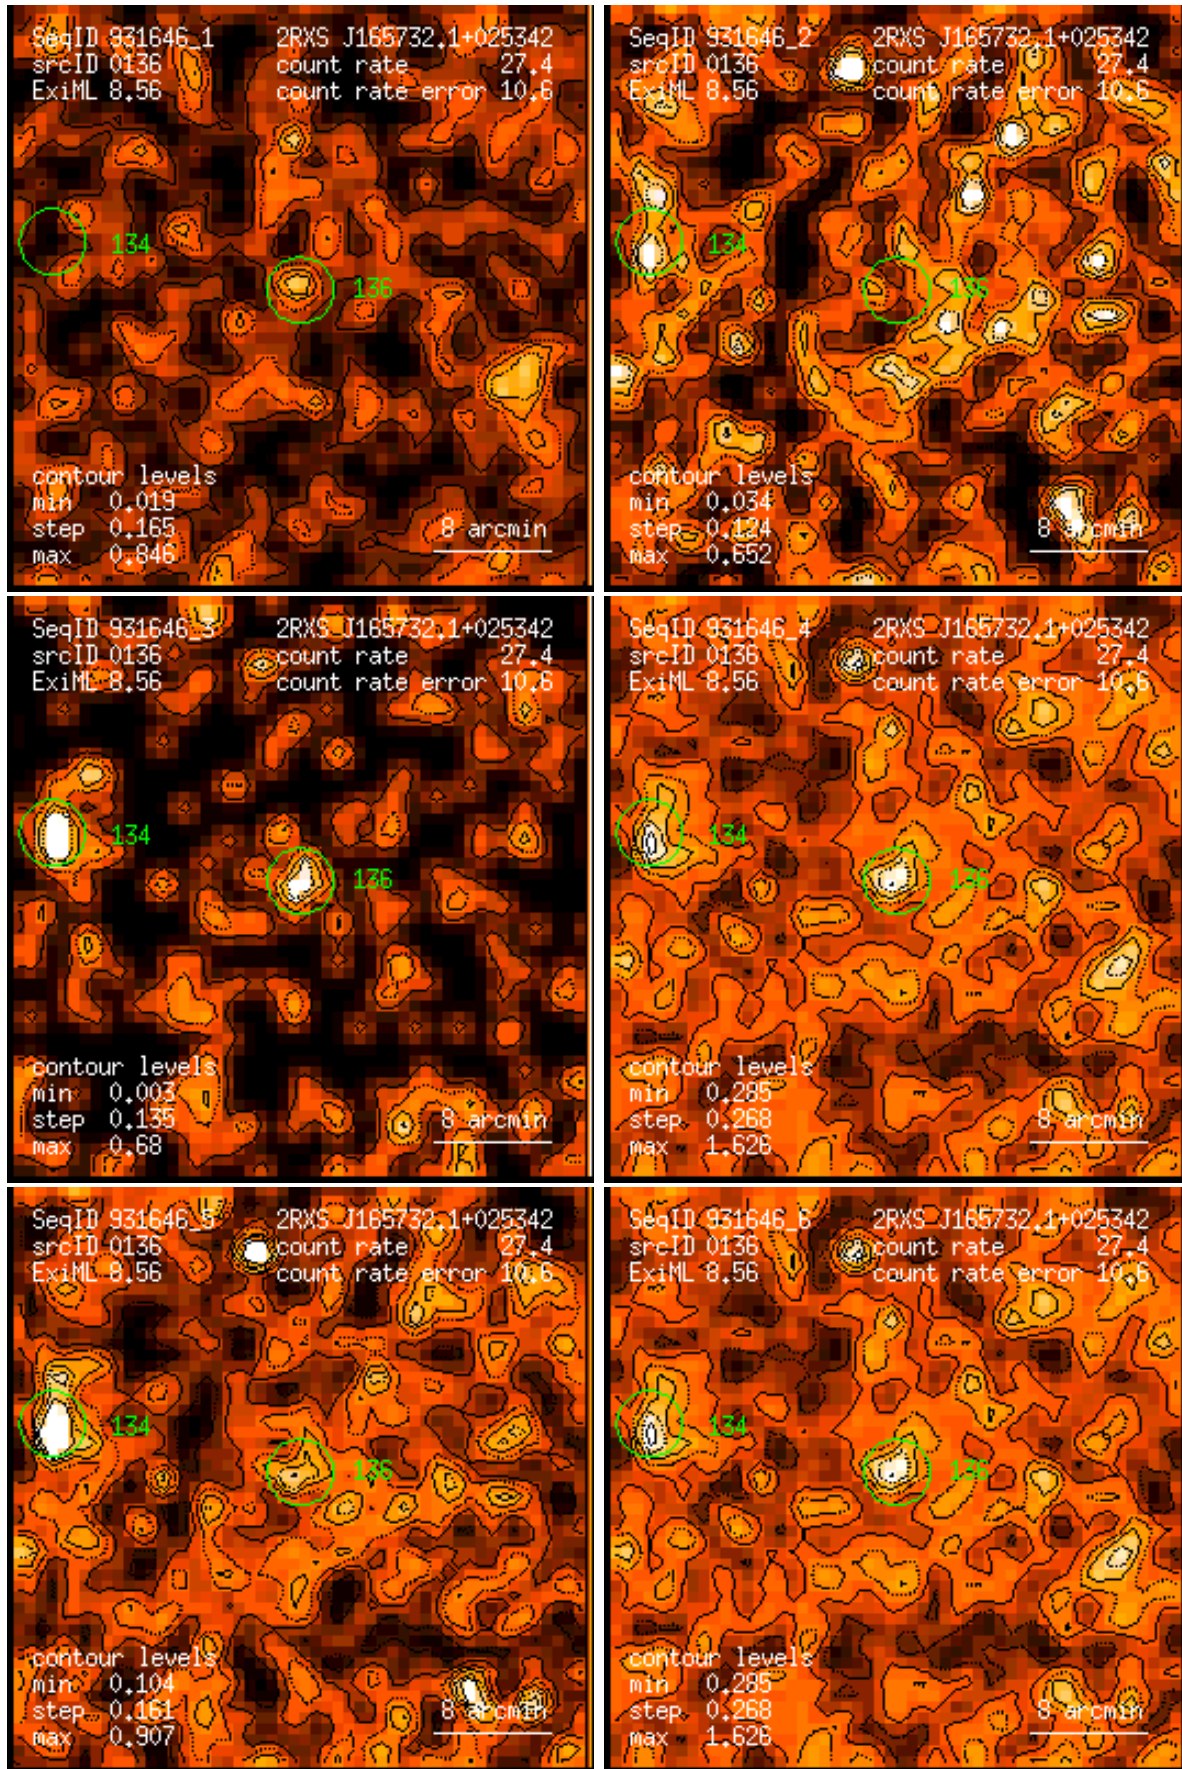 SeqID 931646_1 2RXS J165732.1+025342
srcID 0136 count rate 27.4
ExiML 8.56 count rate error 10.6
134
136
contour levels
min 0.019
step 0.165 8 arcmin
max 0.846
SeqID 931646_2 2RXS J165732.1+025342
srcID 0136 count rate 27.4
ExiML 8.56 count rate error 10.6
134
136
contour levels
min 0.034
step 0.124 8 arcmin
max 0.652
SeqID 931646_3 2RXS J165732.1+025342
srcID 0136 count rate 27.4
ExiML 8.56 count rate error 10.6
134
136
contour levels
min 0.003
step 0.135 8 arcmin
max 0.68
SeqID 931646_4 2RXS J165732.1+025342
srcID 0136 count rate 27.4
ExiML 8.56 count rate error 10.6
134
136
contour levels
min 0.285
step 0.268 8 arcmin
max 1.626
SeqID 931646_5 2RXS J165732.1+025342
srcID 0136 count rate 27.4
ExiML 8.56 count rate error 10.6
134
136
contour levels
min 0.104
step 0.161 8 arcmin
max 0.907
SeqID 931646_6 2RXS J165732.1+025342
srcID 0136 count rate 27.4
ExiML 8.56 count rate error 10.6
134
136
contour levels
min 0.285
step 0.268 8 arcmin
max 1.626